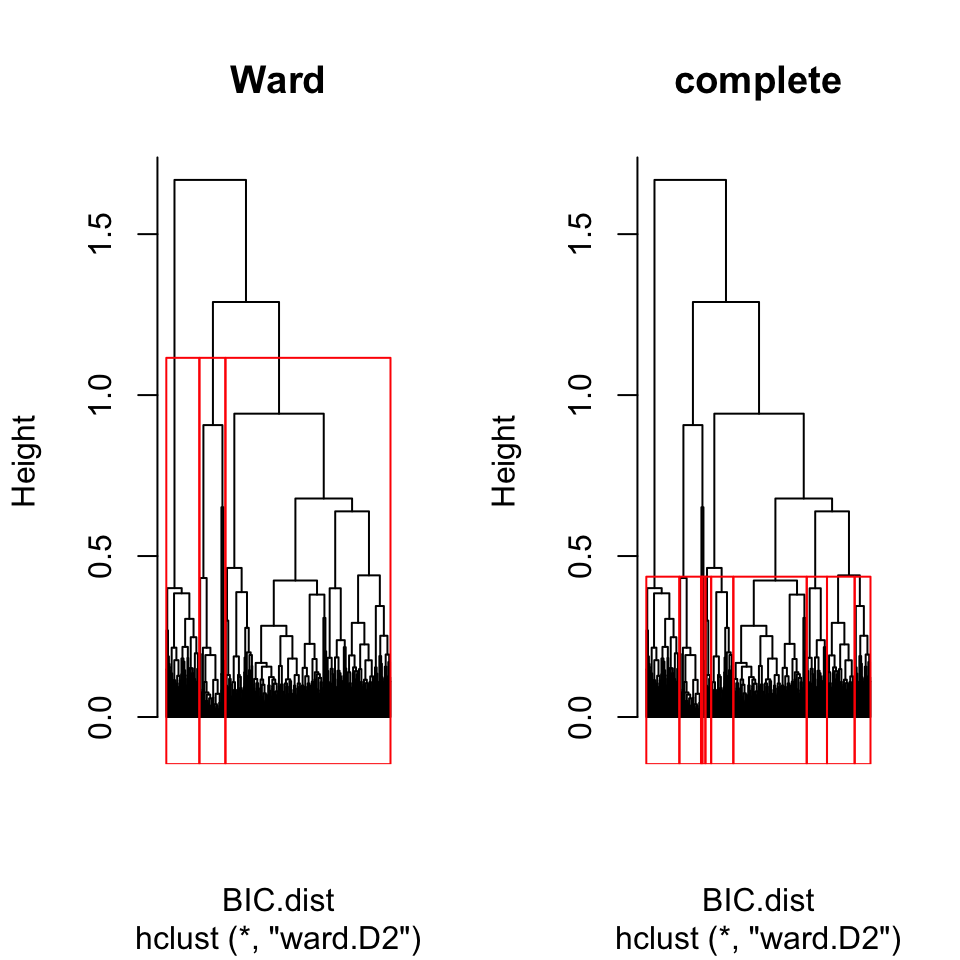 Ward
Height
0.0
0.5
1.0
1.5
BIC.dist
hclust (*, "ward.D2")
complete
Height
0.0
0.5
1.0
1.5
BIC.dist
hclust (*, "ward.D2")